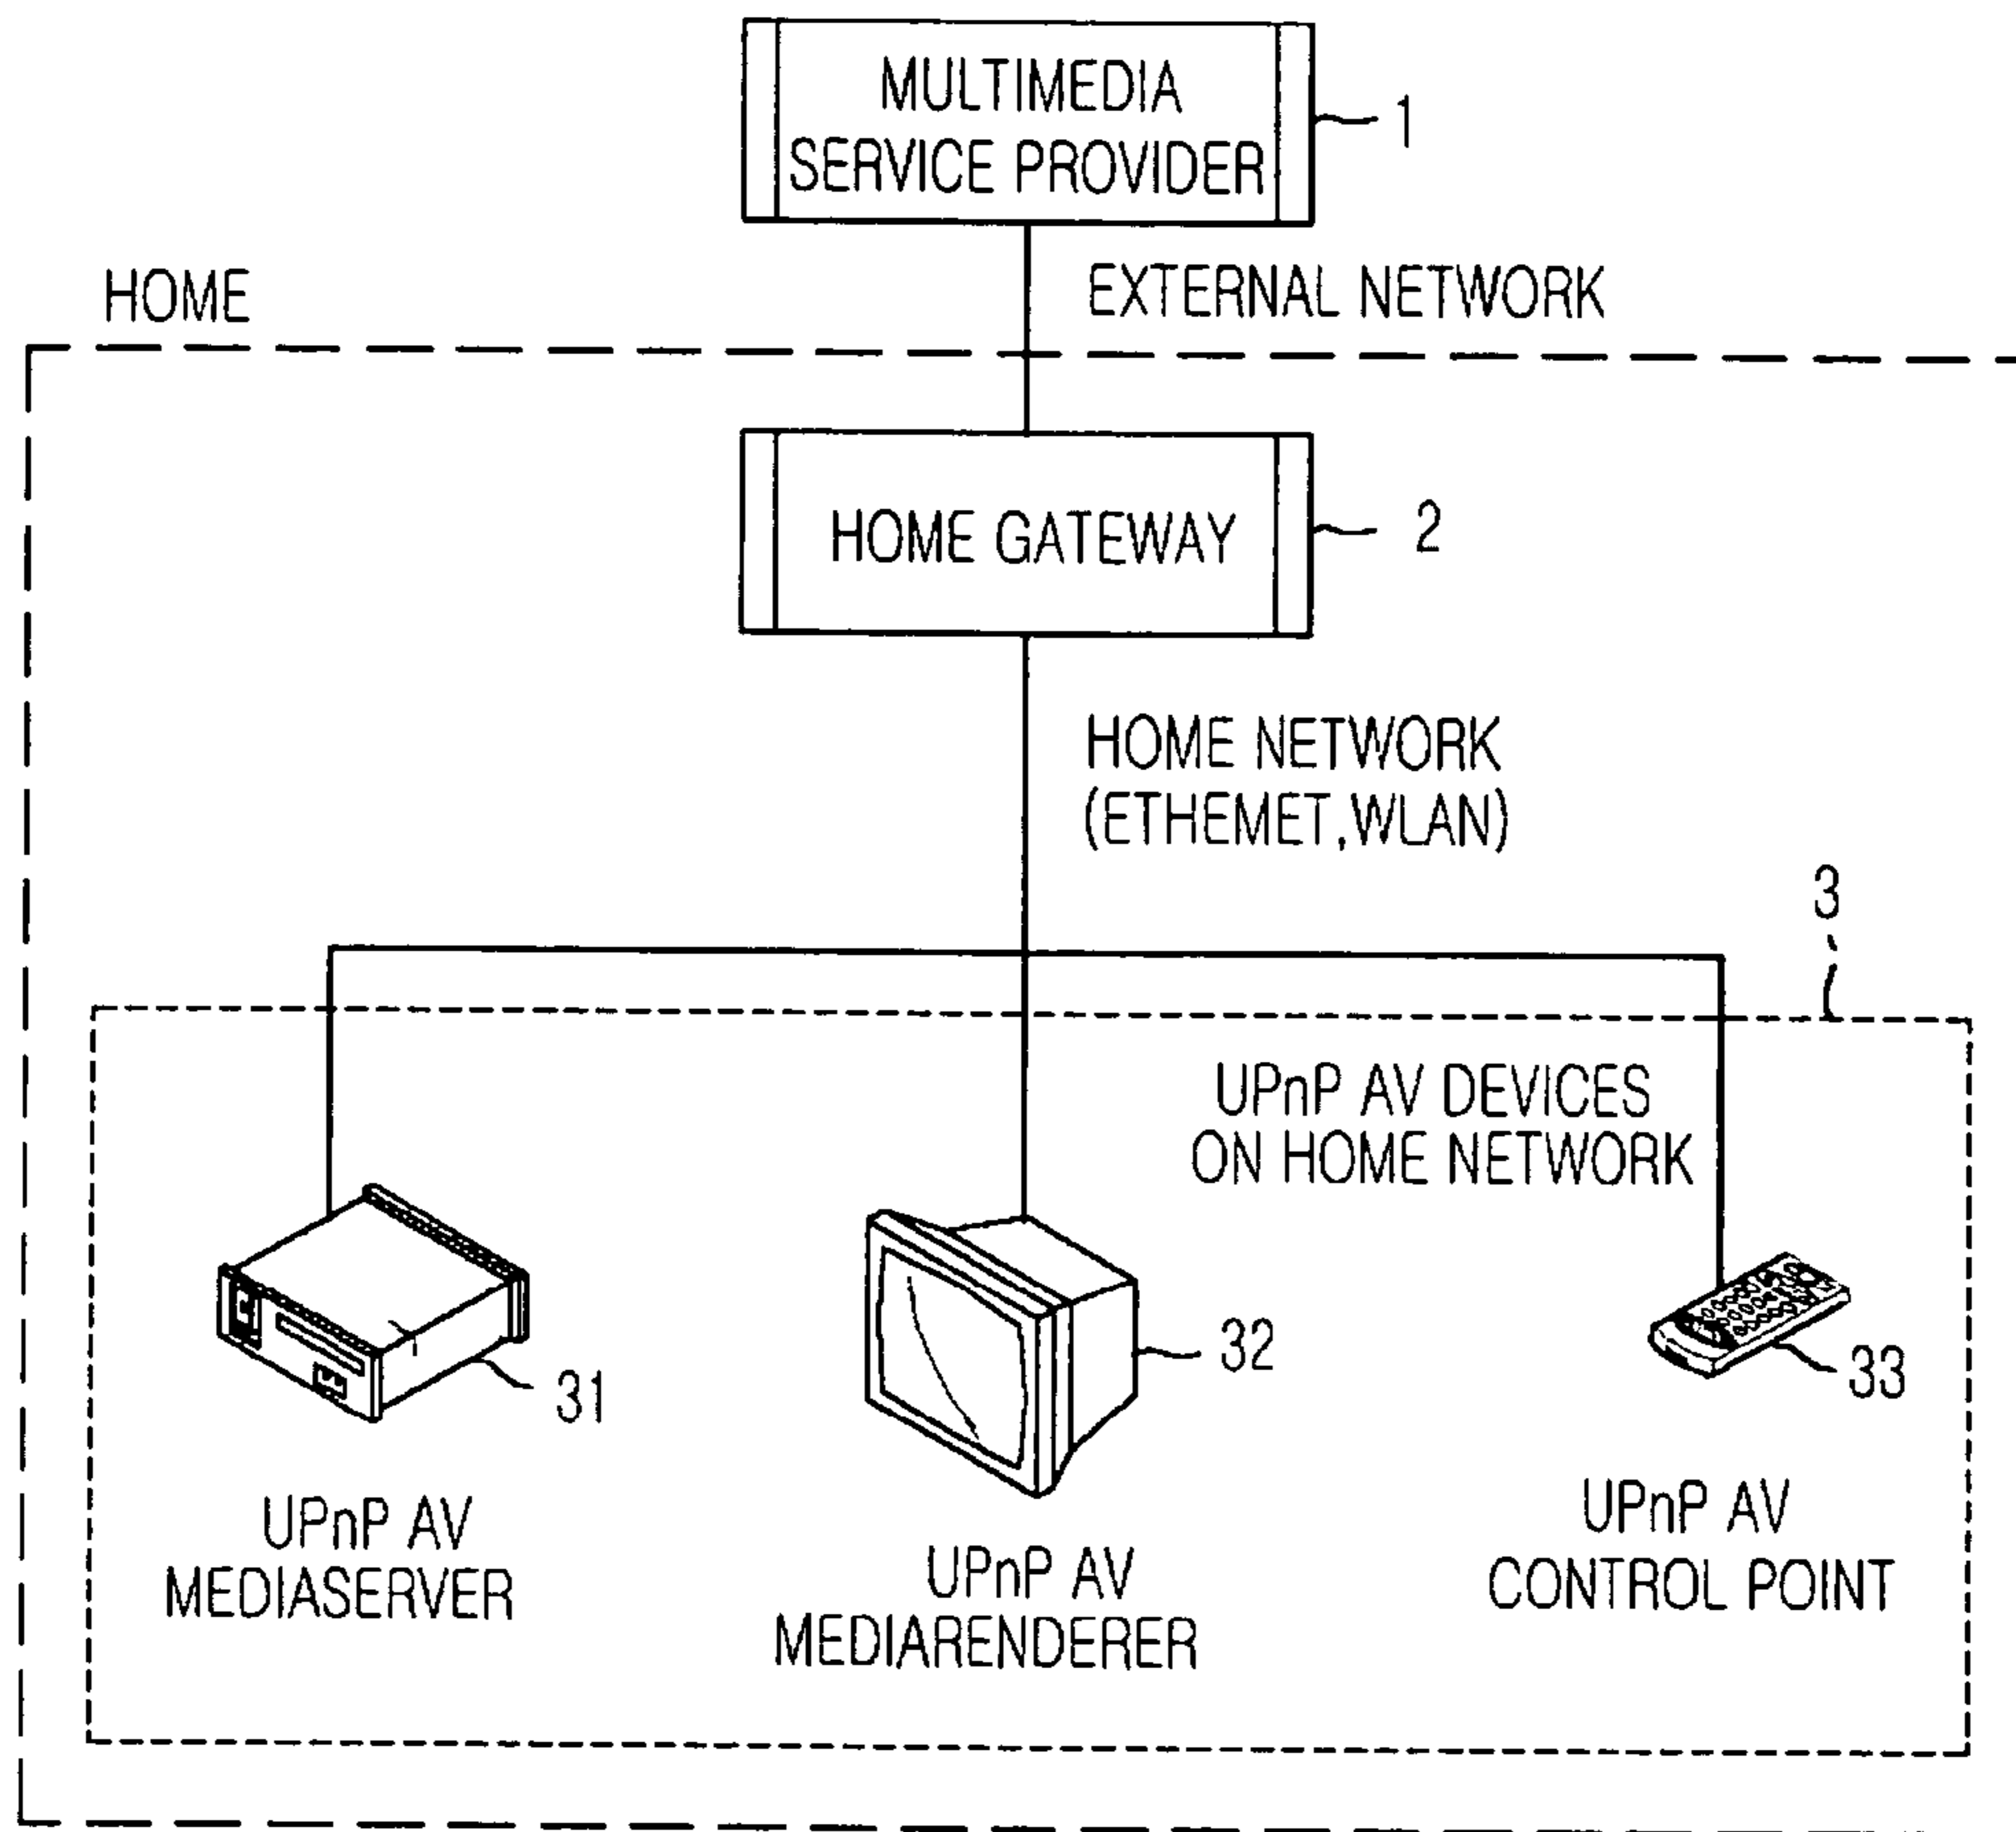 MULTIMEDIA
SERVICE PROVIDER
1
HOME
EXTERNAL NETWORK
HOME GATEWAY
2
HOME NETWORK
(ETHEMET,WLAN)
3
UPnP AV DEVICES
ON HOME NETWORK
31
32
33
UPnP AV
MEDIASERVER
UPnP AV
MEDIARENDERER
UPnP AV
CONTROL POINT